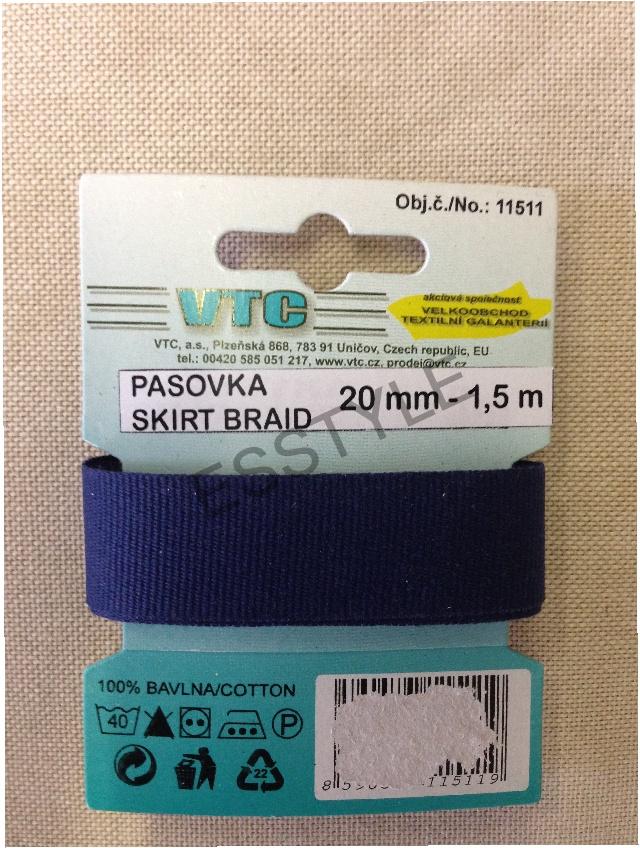 Obj.č./No.: 11511
VTC
akciová společnost
VELKOOBCHOD
TEXTILNÍ GALANTERIÍ
VTC, a.s., Plzeňská 868, 783 91 Uničov, Czech republic, EU
tel.: 00420 585 051 217, www.vtc.cz, prodej@vtc.cz
PASOVKA
SKIRT BRAID
20 mm - 1,5 m
ESSTYLE
100% BAVLNA/COTTON
40
P
22
115119